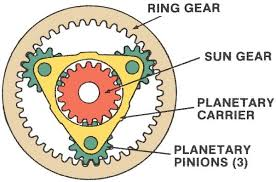 RING GEAR
SUN GEAR
PLANETARY
CARRIER
PLANETARY
PINIONS (3)